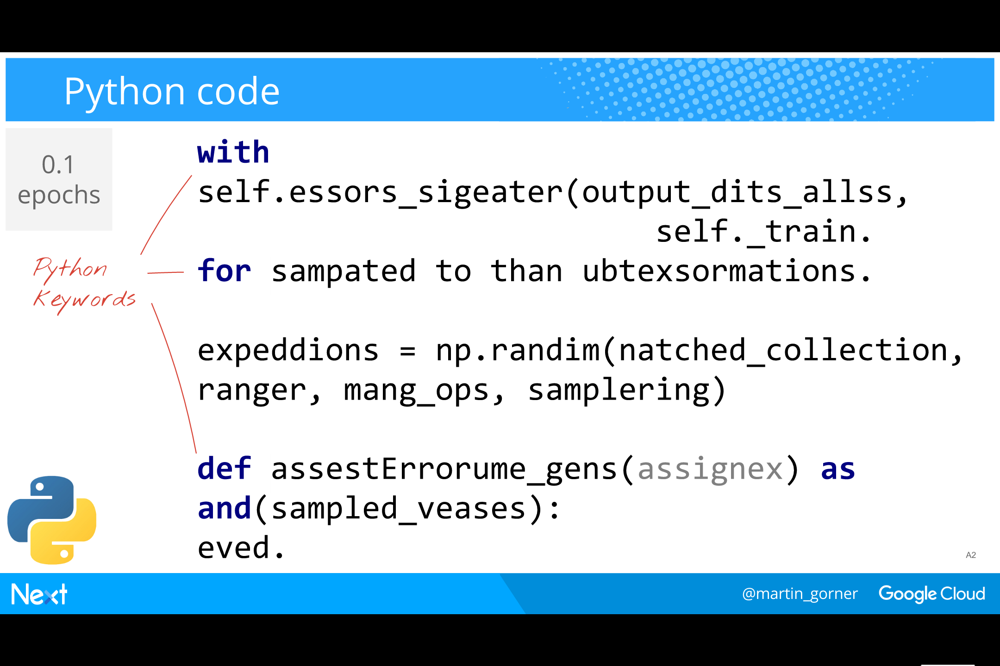 Python code
0.1
epochs
Python
Keywords
with
self.essors_sigeater(output_dits_allss,
self._train.
for sampated to than ubtexsormations.
expeddions = np.randim(natched_collection,
ranger, mang_ops, samplering)
def assestErrorume_gens(assignex) as
and(sampled_veases):
eved.
A2
Next
@martin_gorner
Google Cloud